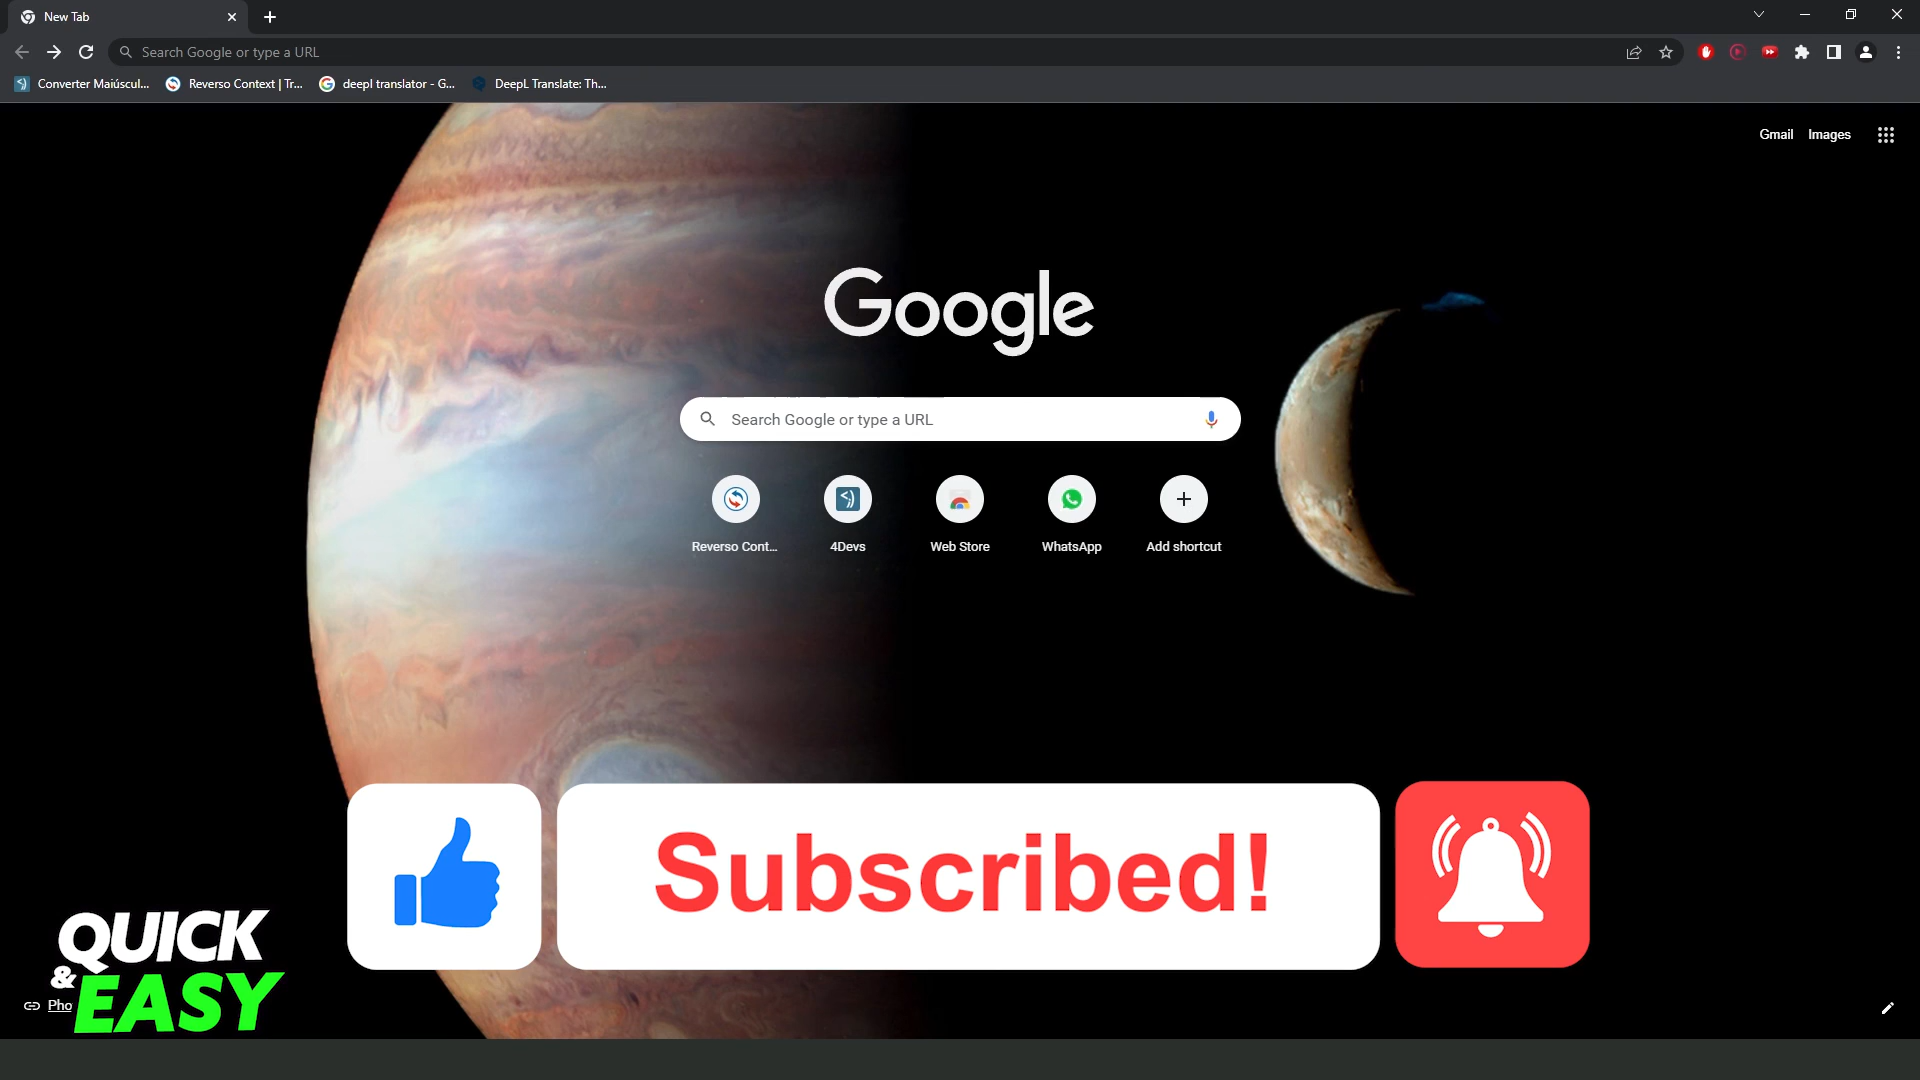 New Tab
Search Google or type a URL
Converter Maiúscul...
Reverso Context | Tr...
deepl translator - G...
DeepL Translate: Th...
Gmail
Images
Google
Search Google or type a URL
Reverso Cont...
4Devs
Web Store
WhatsApp
Add shortcut
Subscribed!
QUICK
&
EASY
Pho